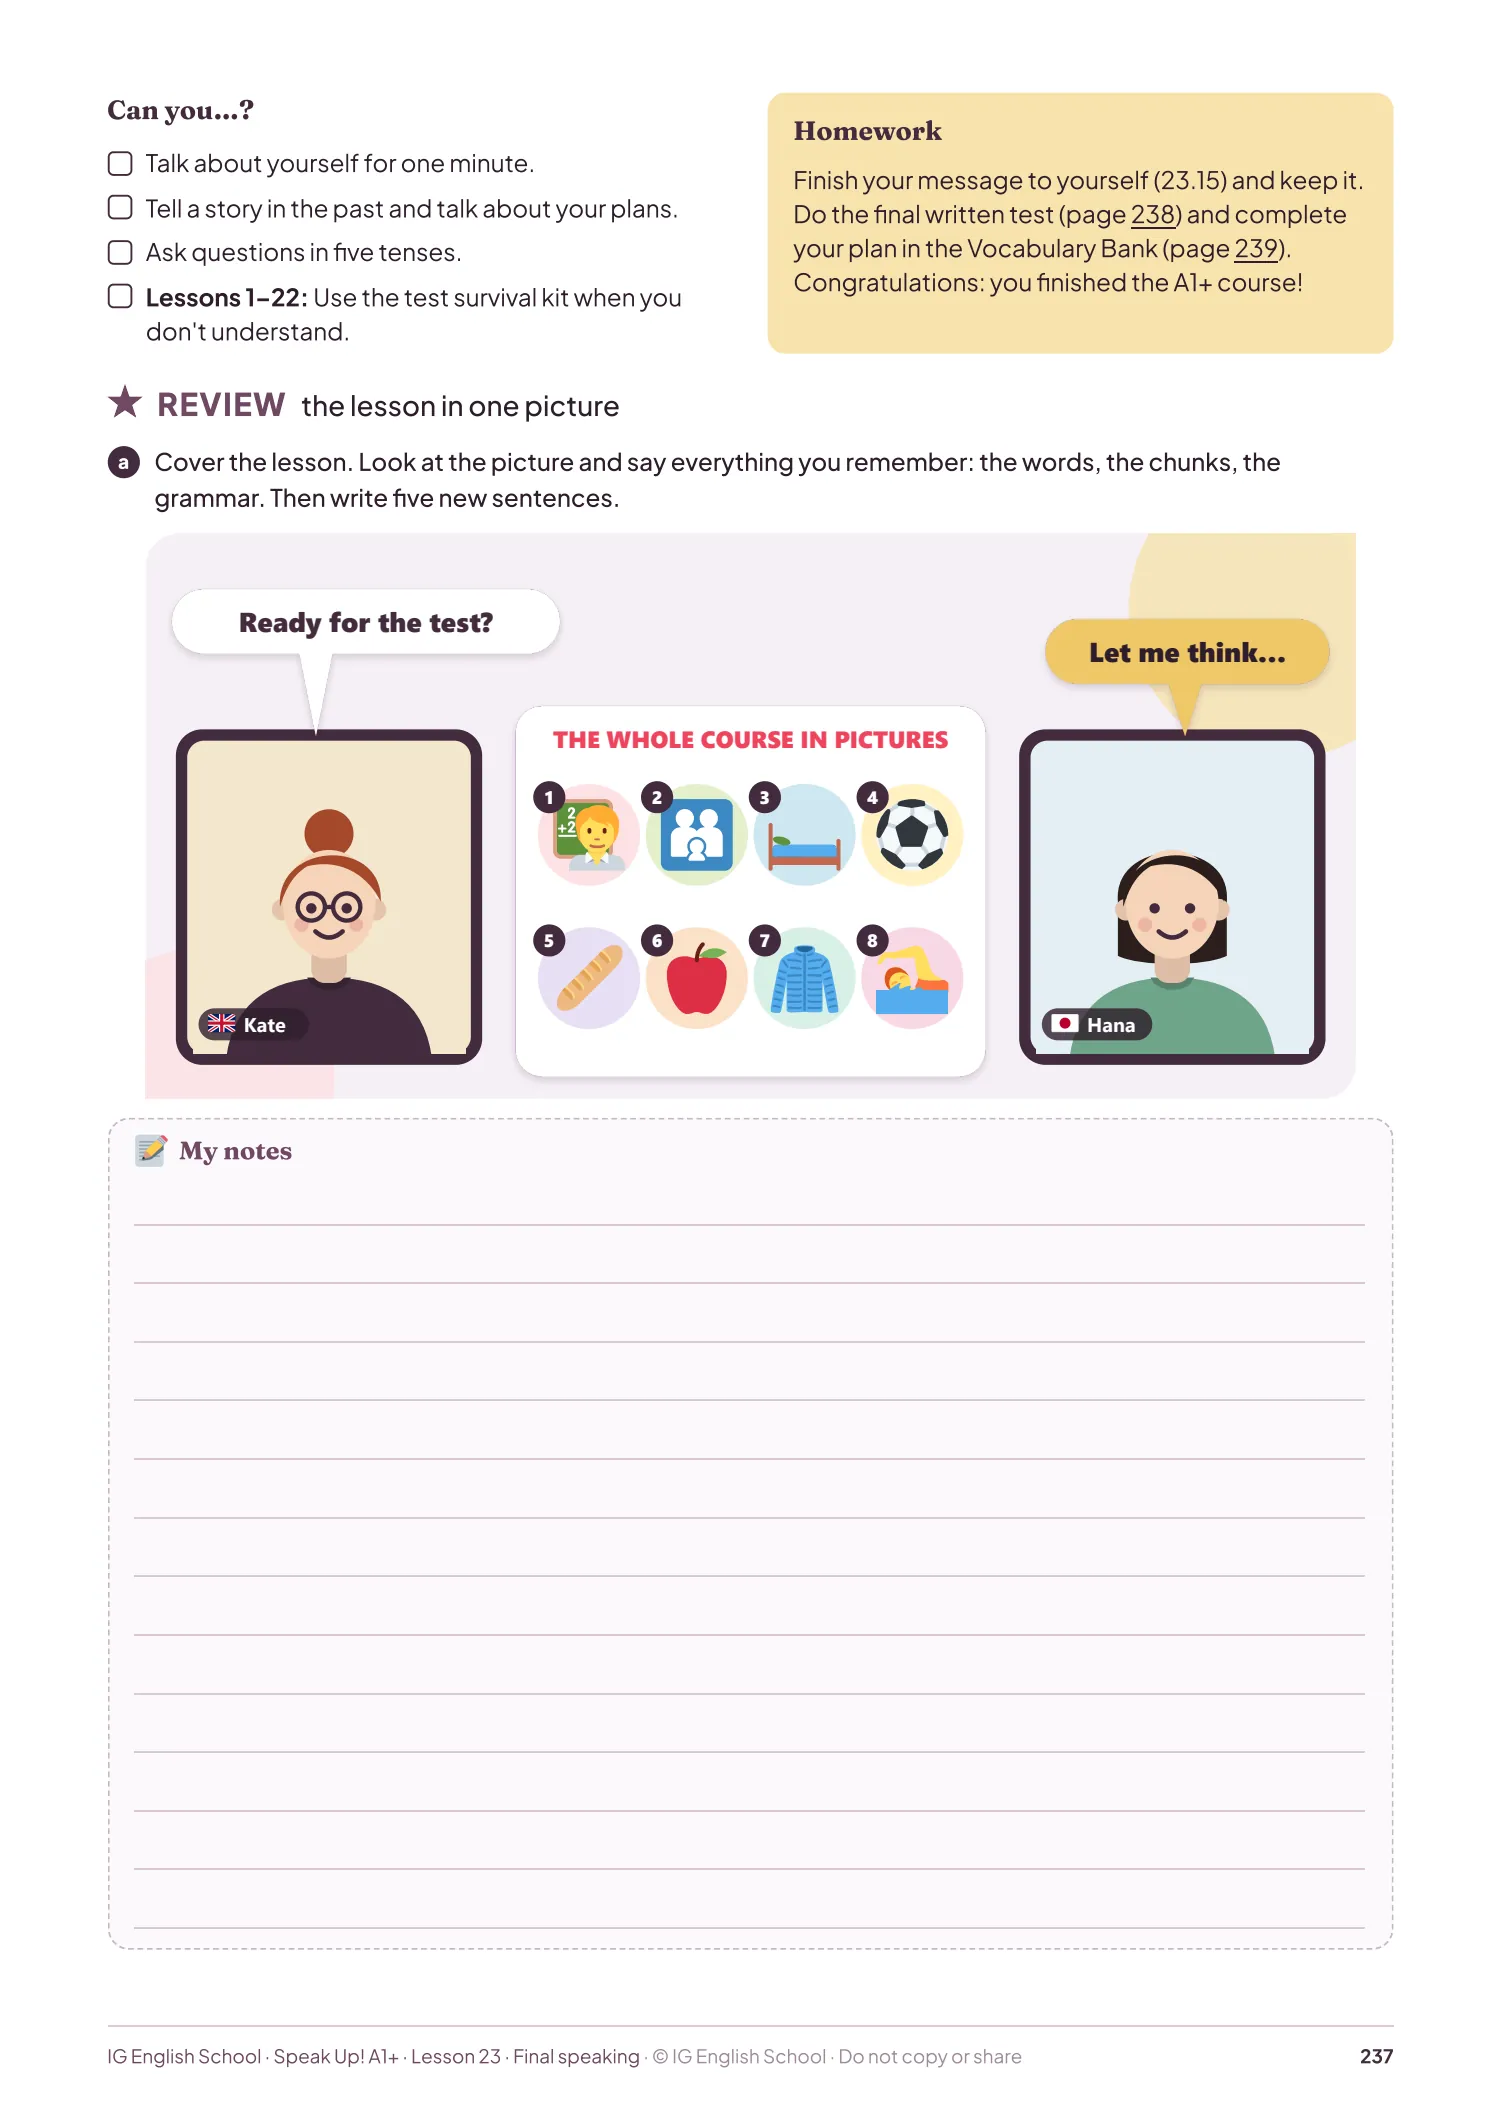 Can you...?
Talk about yourself for one minute.
Tell a story in the past and talk about your plans.
Ask questions in five tenses.
Lessons 1–22: Use the test survival kit when you
don't understand.
Homework
Finish your message to yourself (23.15) and keep it.
Do the final written test (page 238) and complete
your plan in the Vocabulary Bank (page 239).
Congratulations: you finished the A1+ course!
REVIEW the lesson in one picture
a Cover the lesson. Look at the picture and say everything you remember: the words, the chunks, the
grammar. Then write five new sentences.
Ready for the test?
Let me think...
THE WHOLE COURSE IN PICTURES
1 2 3 4
2
+2
5 6 7 8
Kate
Hana
My notes
IG English School · Speak Up! A1+ · Lesson 23 · Final speaking · © IG English School · Do not copy or share
237